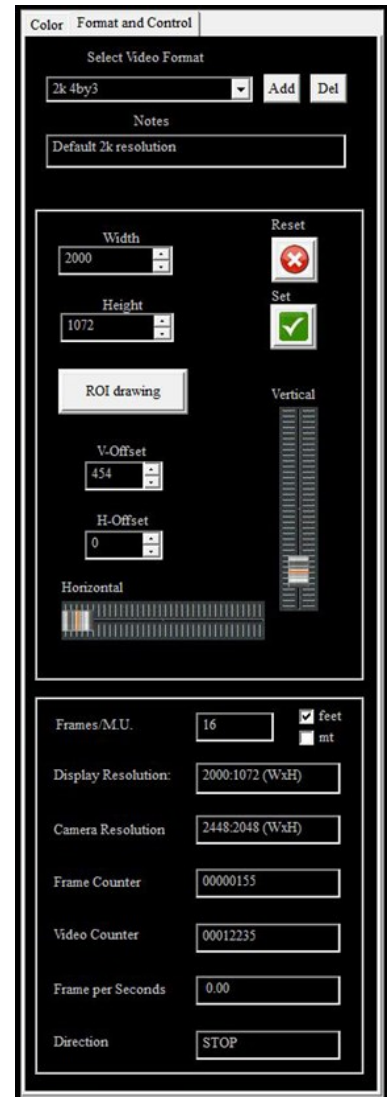 Color Format and Control
Select Video Format
2k 4by3 Add Del
Notes
Default 2k resolution
Reset
Width
2000
Set
Height
1072
ROI drawing
Vertical
V-Offset
454
H-Offset
0
Horizontal
Frames/M.U. 16 feet
mt
Display Resolution: 2000:1072 (WxH)
Camera Resolution 2448:2048 (WxH)
Frame Counter 00000155
Video Counter 00012235
Frame per Seconds 0.00
Direction STOP